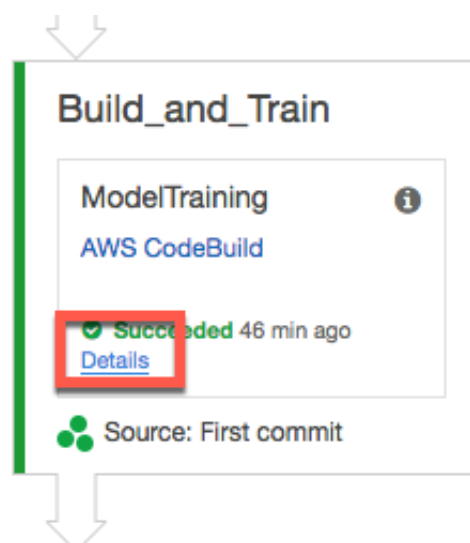 Build_and_Train
ModelTraining
AWS CodeBuild
Succeeded 46 min ago
Details
Source: First commit